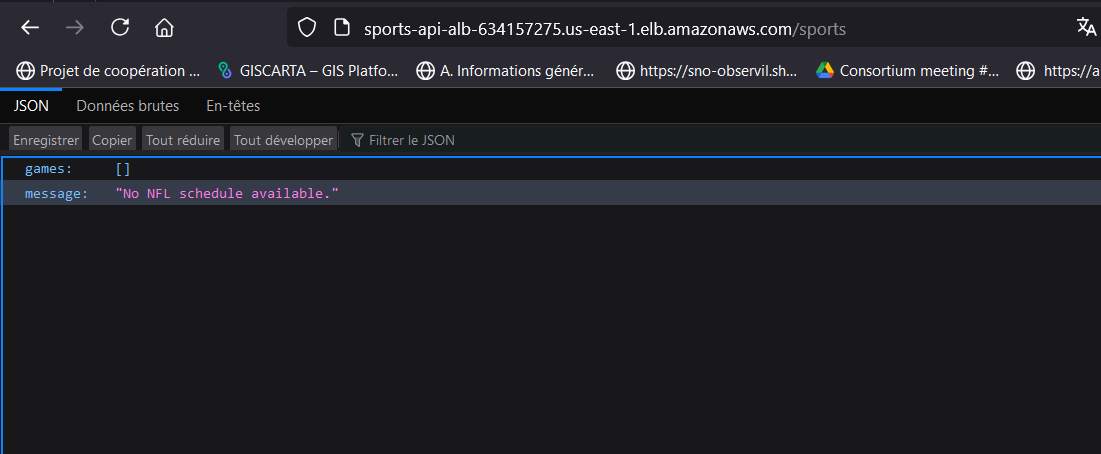 sports-api-alb-634157275.us-east-1.elb.amazonaws.com/sports
Projet de coopération ... GISCARTA – GIS Platfo... A. Informations génér... https://sno-observil.sh... Consortium meeting #... https://a
JSON Données brutes En-têtes
Enregistrer Copier Tout réduire Tout développer Filtrer le JSON
games: []
message: "No NFL schedule available."